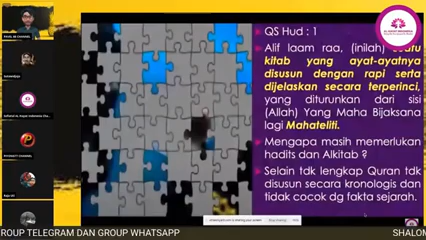 QS Hud : 1
Alif laam raa, (inilah) suatu
kitab yang ayat-ayatnya
disusun dengan rapi serta
dijelaskan secara terperinci,
yang diturunkan dari sisi
(Allah) Yang Maha Bijaksana
lagi Mahateliti.
Mengapa masih memerlukan
hadits dan Alkitab ?
Selain tdk lengkap Quran tdk
disusun secara kronologis dan
tidak cocok dg fakta sejarah.
ROUP TELEGRAM DAN GROUP WHATSAPP
SHALOM